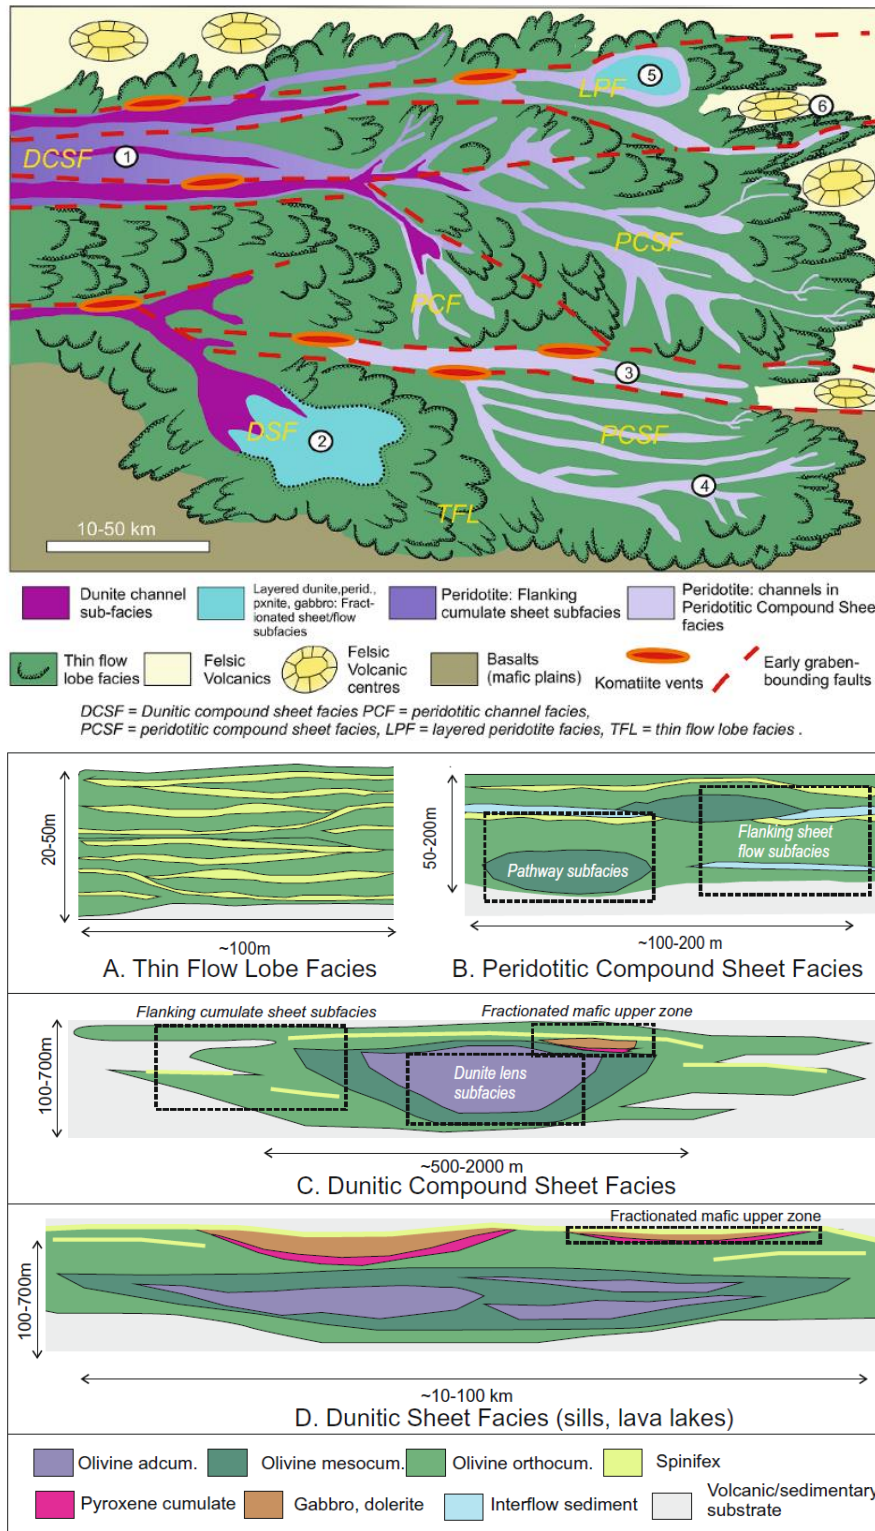 LPF
5
6
DCSF
1
PCSF
PCF
3
DSF
2
PCSF
4
TFL
10-50 km
Dunite channel
sub-facies
Layered dunite,perid.,
pxnite, gabbro: Fract-
ionated sheet/flow
subfacies
Peridotite: Flanking
cumulate sheet subfacies
Peridotite: channels in
Peridotitic Compound Sheet
facies
Thin flow
lobe facies
Felsic
Volcanics
Felsic
Volcanic
centres
Basalts
(mafic plains)
Komatiite vents
Early graben-
bounding faults
DCSF = Dunitic compound sheet facies PCF = peridotitic channel facies,
PCSF = peridotitic compound sheet facies, LPF = layered peridotite facies, TFL = thin flow lobe facies .
20-50m
~100m
A. Thin Flow Lobe Facies
50-200m
Pathway subfacies
Flanking sheet
flow subfacies
~100-200 m
B. Peridotitic Compound Sheet Facies
Flanking cumulate sheet subfacies
Fractionated mafic upper zone
100-700m
Dunite lens
subfacies
~500-2000 m
C. Dunitic Compound Sheet Facies
Fractionated mafic upper zone
100-700m
~10-100 km
D. Dunitic Sheet Facies (sills, lava lakes)
Olivine adcum.
Olivine mesocum.
Olivine orthocum.
Spinifex
Pyroxene cumulate
Gabbro, dolerite
Interflow sediment
Volcanic/sedimentary
substrate